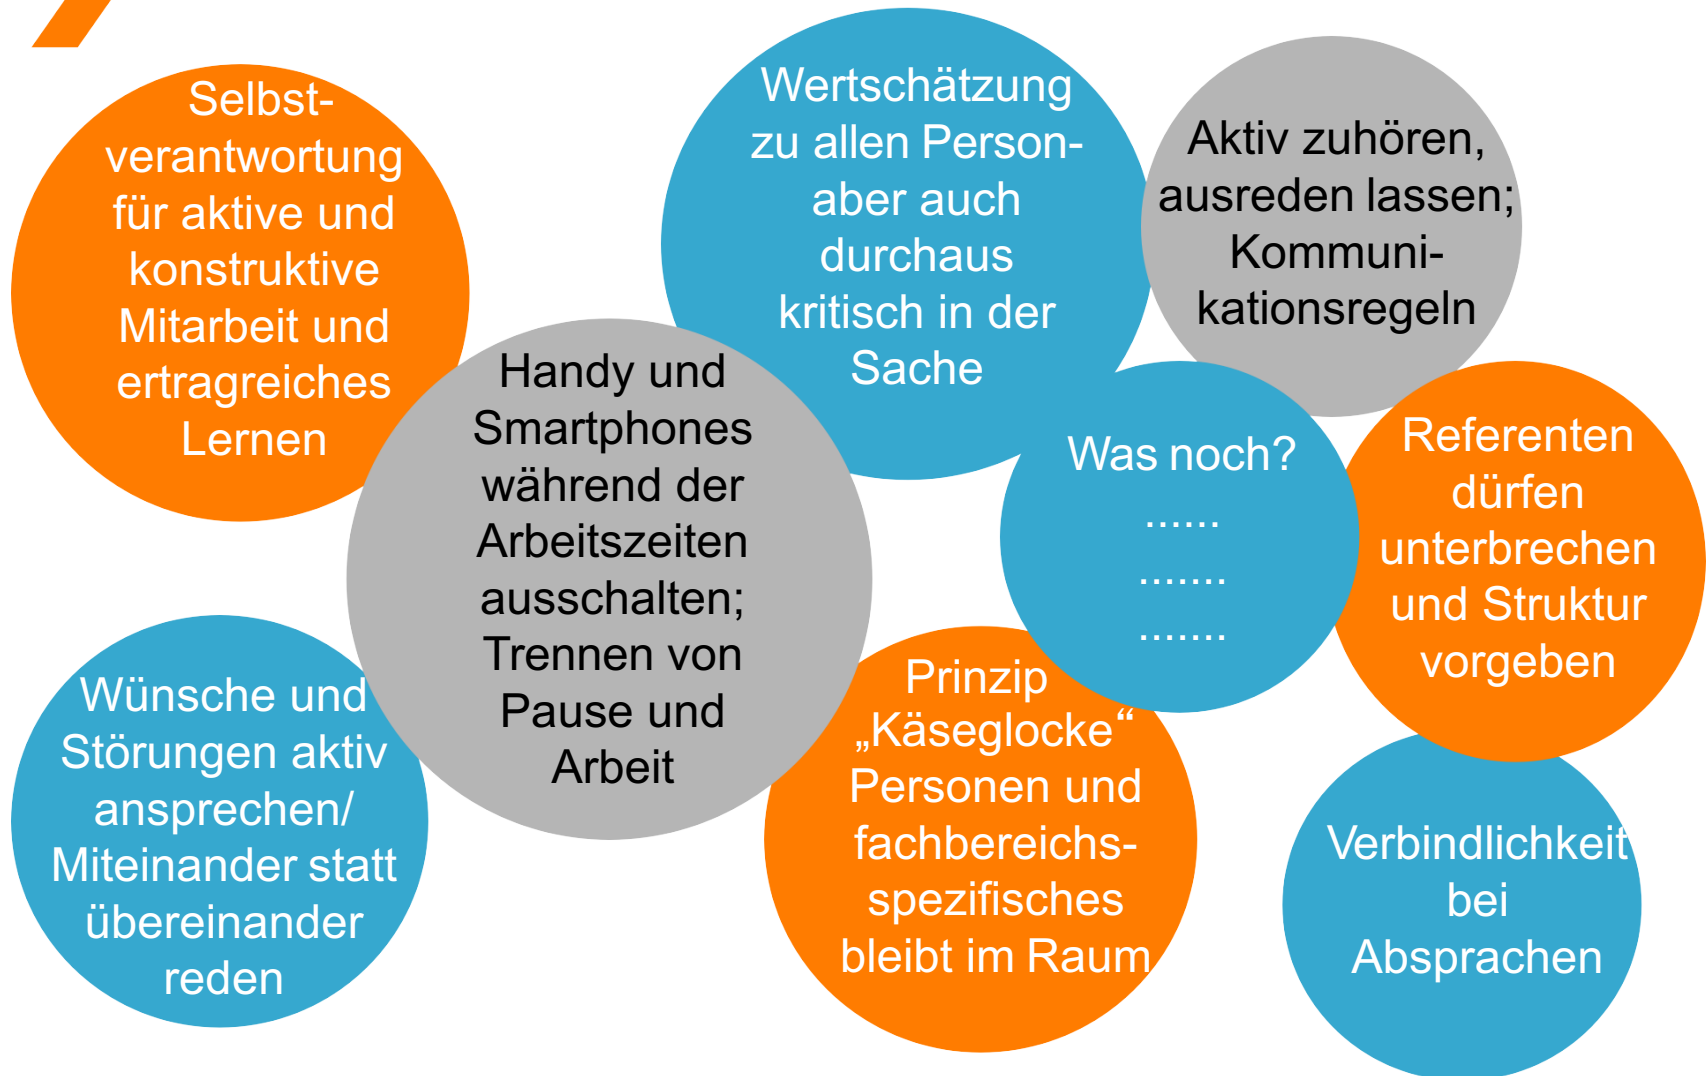 Selbst-
verantwortung
für aktive und
konstruktive
Mitarbeit und
ertragreiches
Lernen
Wertschätzung
zu allen Person-
aber auch
durchaus
kritisch in der
Sache
Aktiv zuhören,
ausreden lassen;
Kommuni-
kationsregeln
Handy und
Smartphones
während der
Arbeitszeiten
ausschalten;
Trennen von
Pause und
Arbeit
Was noch?
......
.......
.......
Referenten
dürfen
unterbrechen
und Struktur
vorgeben
Wünsche und
Störungen aktiv
ansprechen/
Miteinander statt
übereinander
reden
Prinzip
„Käseglocke“
Personen und
fachbereichs-
spezifisches
bleibt im Raum
Verbindlichkeit
bei
Absprachen